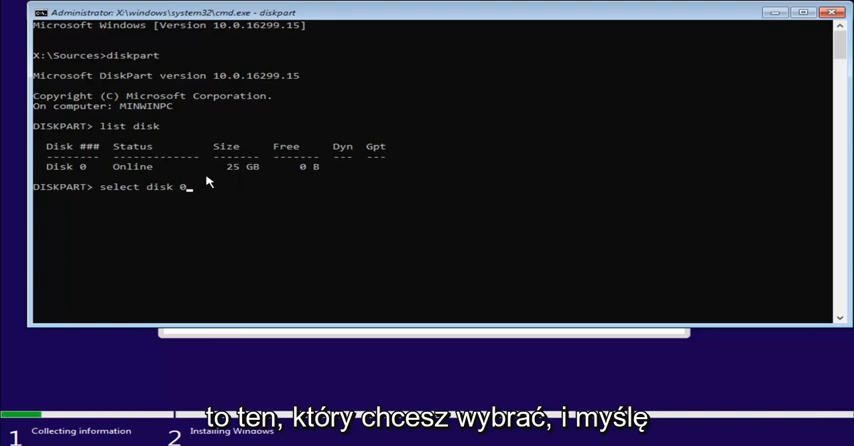 Administrator: X:\windows\system32\cmd.exe - diskpart
Microsoft Windows [Version 10.0.16299.15]
X:\Sources>diskpart
Microsoft DiskPart version 10.0.16299.15
Copyright (C) Microsoft Corporation.
On computer: MINWINPC
DISKPART> list disk
Disk ### Status Size Free Dyn Gpt
-------- ------------- ------- ------- --- ---
Disk 0 Online 25 GB 0 B
DISKPART> select disk 0_
to ten, który chcesz wybrać, i myślę
1 Collecting information 2 Installing Windows